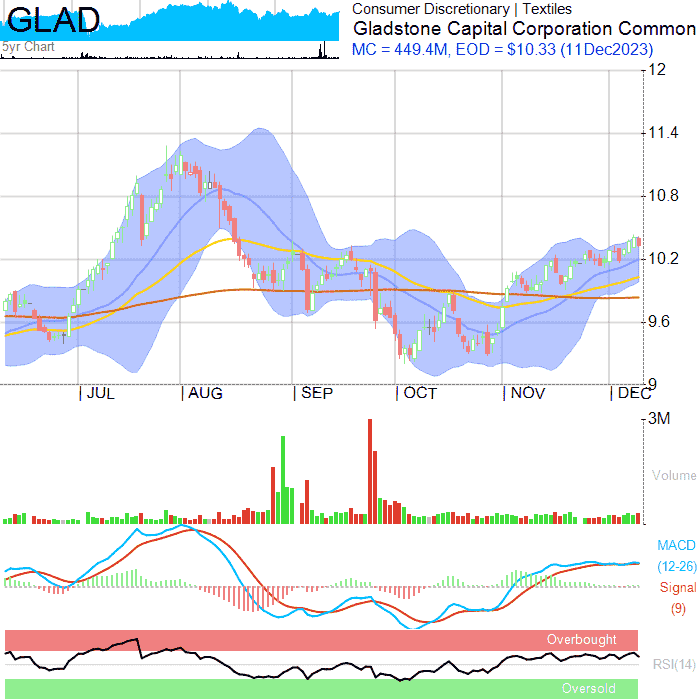 GLAD
5yr Chart
Consumer Discretionary | Textiles
Gladstone Capital Corporation Common
MC = 449.4M, EOD = $10.33 (11Dec2023)
12
11.4
10.8
10.2
9.6
9
JUL
AUG
SEP
OCT
NOV
DEC
3M
Volume
MACD
(12-26)
Signal
(9)
Overbought
RSI(14)
Oversold